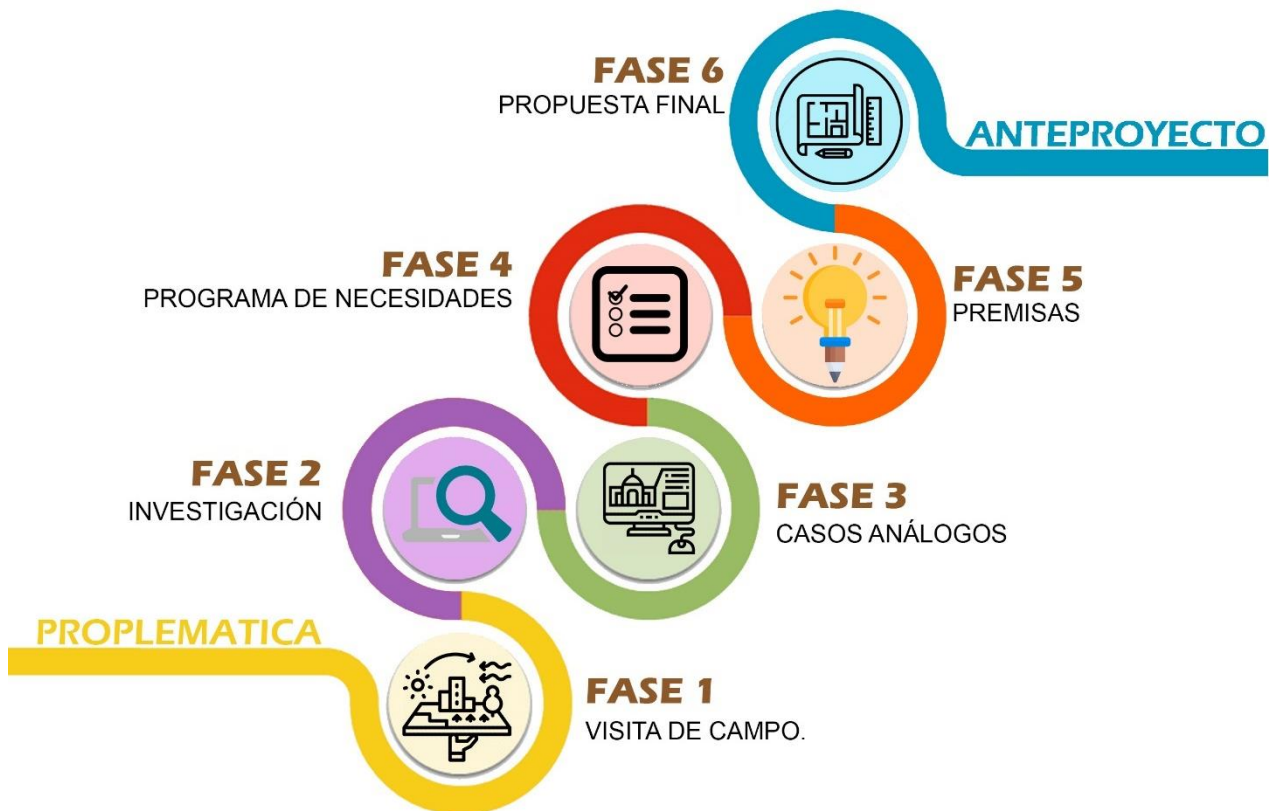 FASE 6
PROPUESTA FINAL
ANTEPROYECTO
FASE 4
PROGRAMA DE NECESIDADES
FASE 5
PREMISAS
FASE 2
INVESTIGACIÓN
FASE 3
CASOS ANÁLOGOS
PROPLEMATICA
FASE 1
VISITA DE CAMPO.